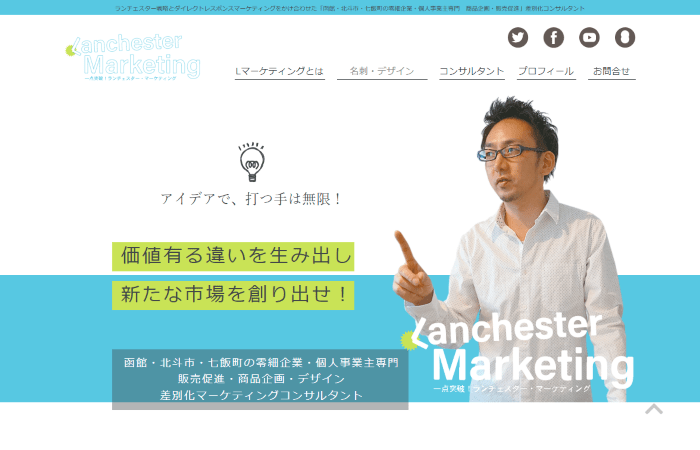 ランチェスター戦略とダイレクトレスポンスマーケティングをかけ合わせた「函館・北斗市・七飯町の零細企業・個人事業主専門 商品企画・販売促進」差別化コンサルタント
Lanchester
Marketing
一点突破!ランチェスター・マーケティング
Lマーケティングとは 名刺・デザイン コンサルタント プロフィール お問合せ
アイデアで、打つ手は無限！
価値有る違いを生み出し
新たな市場を創り出せ！
Lanchester
Marketing
一点突破!ランチェスター・マーケティング
函館・北斗市・七飯町の零細企業・個人事業主専門
販売促進・商品企画・デザイン
差別化マーケティングコンサルタント